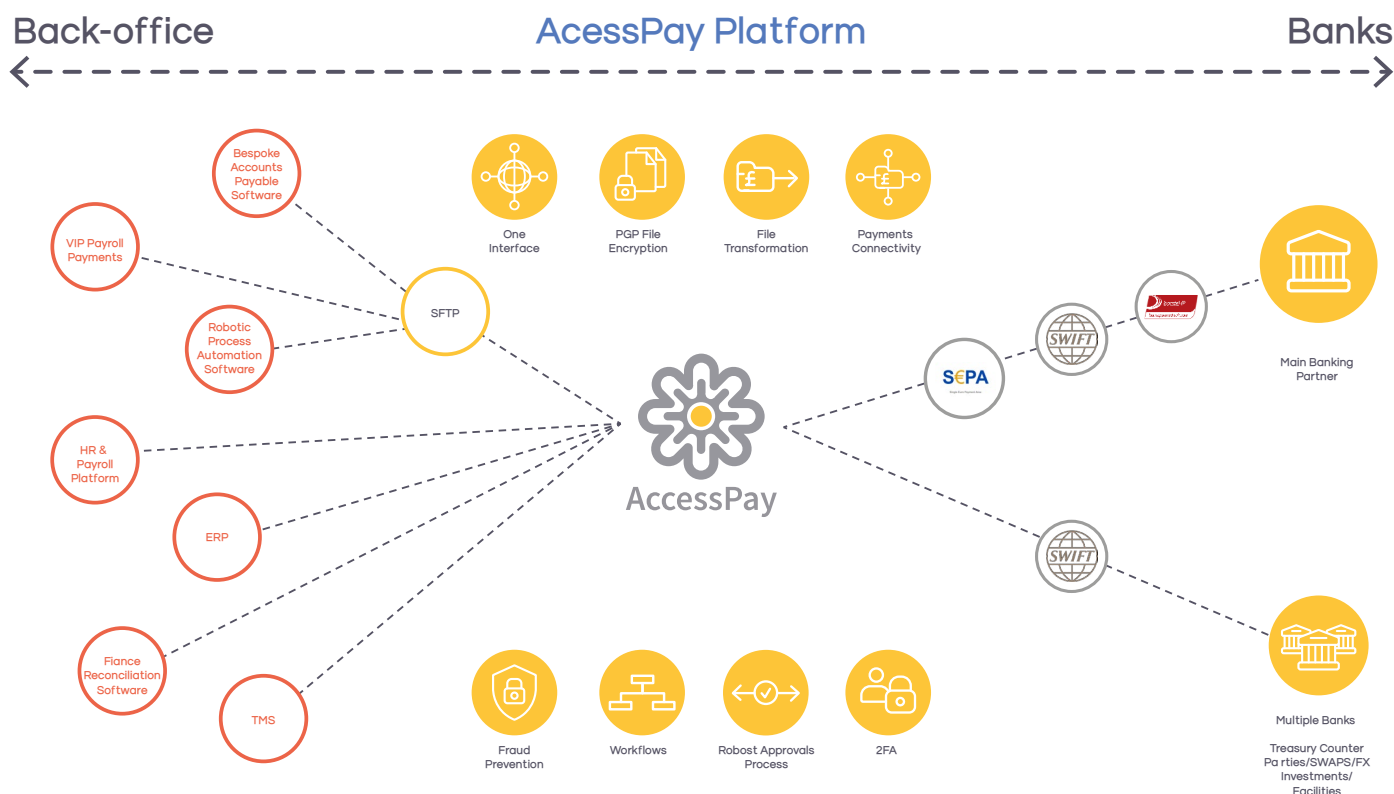 Back-office
AcessPay Platform
Banks
Bespoke
Accounts
Payable
Software
VIP Payroll
Payments
Robotic
Process
Automation
Software
HR &
Payroll
Platform
ERP
Fiance
Reconciliation
Software
TMS
SFTP
One
Interface
PGP File
Encryption
£
File
Transformation
£
Payments
Connectivity
AccessPay
Fraud
Prevention
Workflows
Robost Approvals
Process
2FA
S€PA
SWIFT
SWIFT
Main Banking
Partner
Multiple Banks
Treasury Counter
Pa rties/SWAPS/FX
Investments/
Facilities